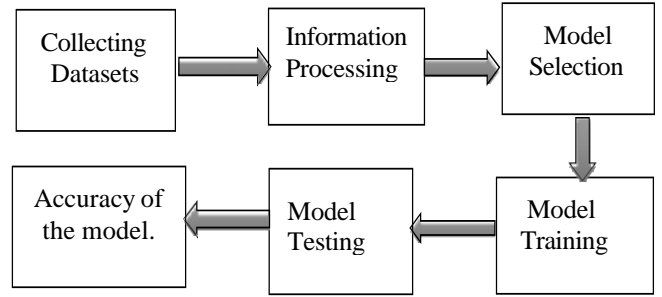 Collecting
Datasets
Information
Processing
Model
Selection
Model
Training
Model
Testing
Accuracy of
the model.